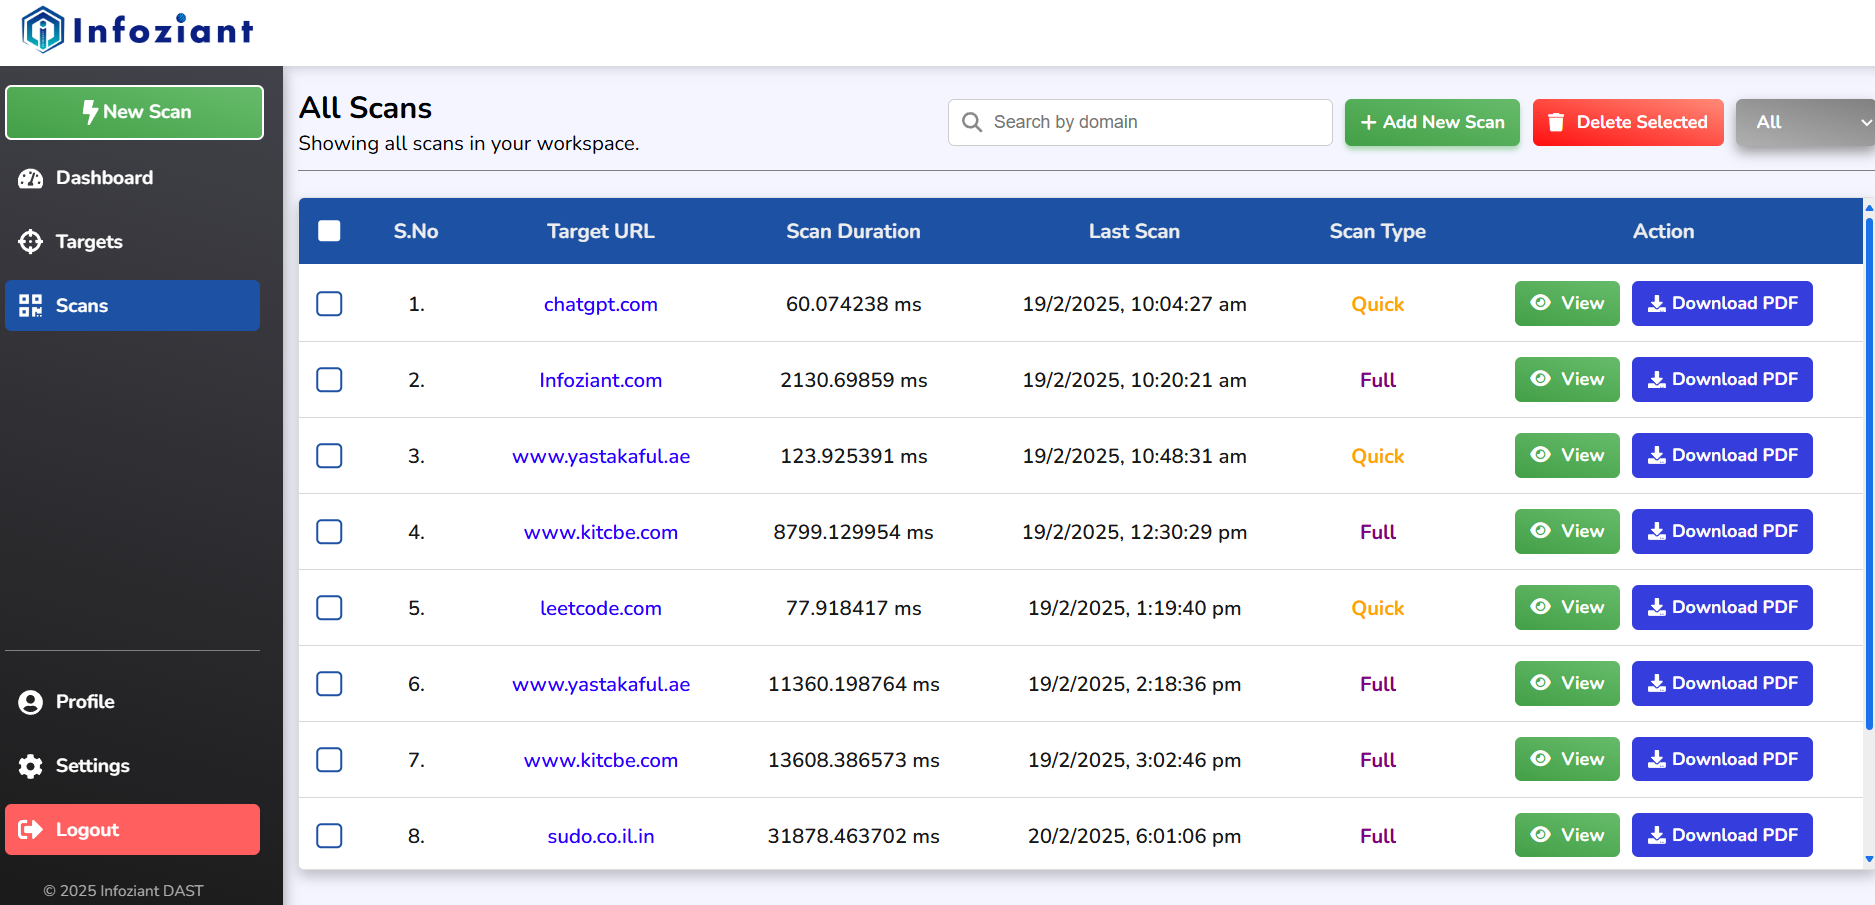 Infoziant
New Scan
Dashboard
Targets
Scans
Profile
Settings
Logout
© 2025 Infoziant DAST
All Scans
Showing all scans in your workspace.
Search by domain
+ Add New Scan
Delete Selected
All
S.No Target URL Scan Duration Last Scan Scan Type Action
1. chatgpt.com 60.074238 ms 19/2/2025, 10:04:27 am Quick View Download PDF
2. Infoziant.com 2130.69859 ms 19/2/2025, 10:20:21 am Full View Download PDF
3. www.yastakaful.ae 123.925391 ms 19/2/2025, 10:48:31 am Quick View Download PDF
4. www.kitcbe.com 8799.129954 ms 19/2/2025, 12:30:29 pm Full View Download PDF
5. leetcode.com 77.918417 ms 19/2/2025, 1:19:40 pm Quick View Download PDF
6. www.yastakaful.ae 11360.198764 ms 19/2/2025, 2:18:36 pm Full View Download PDF
7. www.kitcbe.com 13608.386573 ms 19/2/2025, 3:02:46 pm Full View Download PDF
8. sudo.co.il.in 31878.463702 ms 20/2/2025, 6:01:06 pm Full View Download PDF